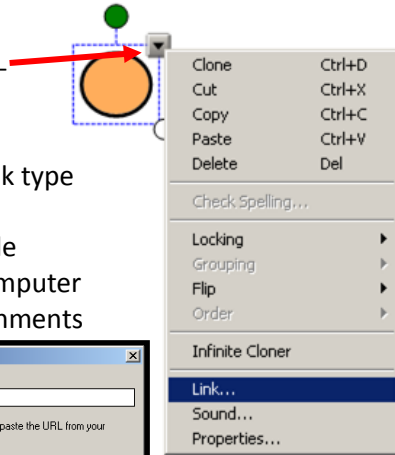 Clone Ctrl+D
Cut Ctrl+X
Copy Ctrl+C
Paste Ctrl+V
Delete Del
Check Spelling...
Locking
Grouping
Flip
Order
Infinite Cloner
Link...
Sound...
Properties...
k type
mputer
nments
paste the URL from your